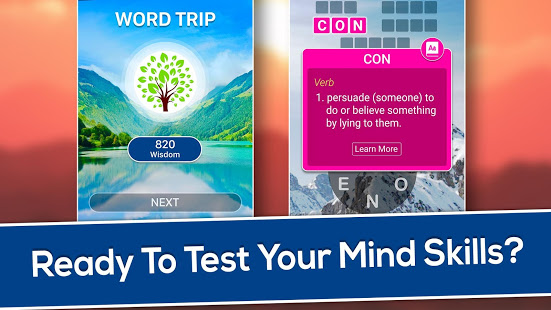 WORD TRIP
820
Wisdom
NEXT
CON
CON
Verb
1. persuade (someone) to
do or believe something
by lying to them.
Learn More
E O
N
Ready To Test Your Mind Skills?